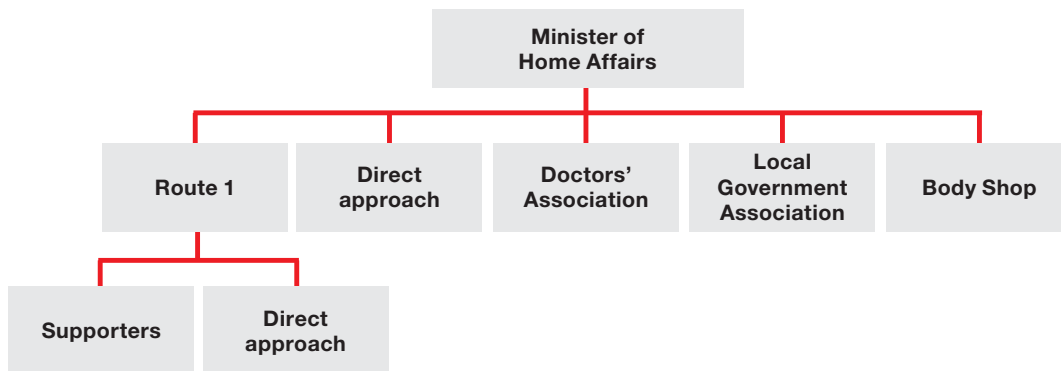 Minister of
Home Affairs
Route 1
Direct
approach
Doctors’
Association
Local
Government
Association
Body Shop
Supporters
Direct
approach